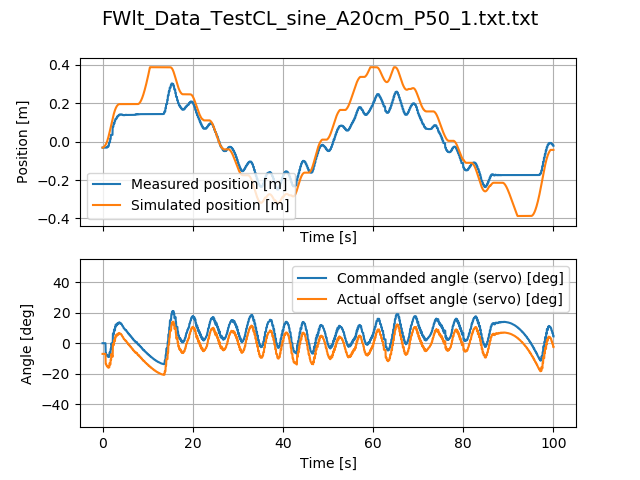 FWlt_Data_TestCL_sine_A20cm_P50_1.txt.txt
0.4
0.2
0.0
−0.2
−0.4
Position [m]
Measured position [m]
Simulated position [m]
Time [s]
40
20
0
−20
−40
Angle [deg]
Commanded angle (servo) [deg]
Actual offset angle (servo) [deg]
0 20 40 60 80 100
Time [s]